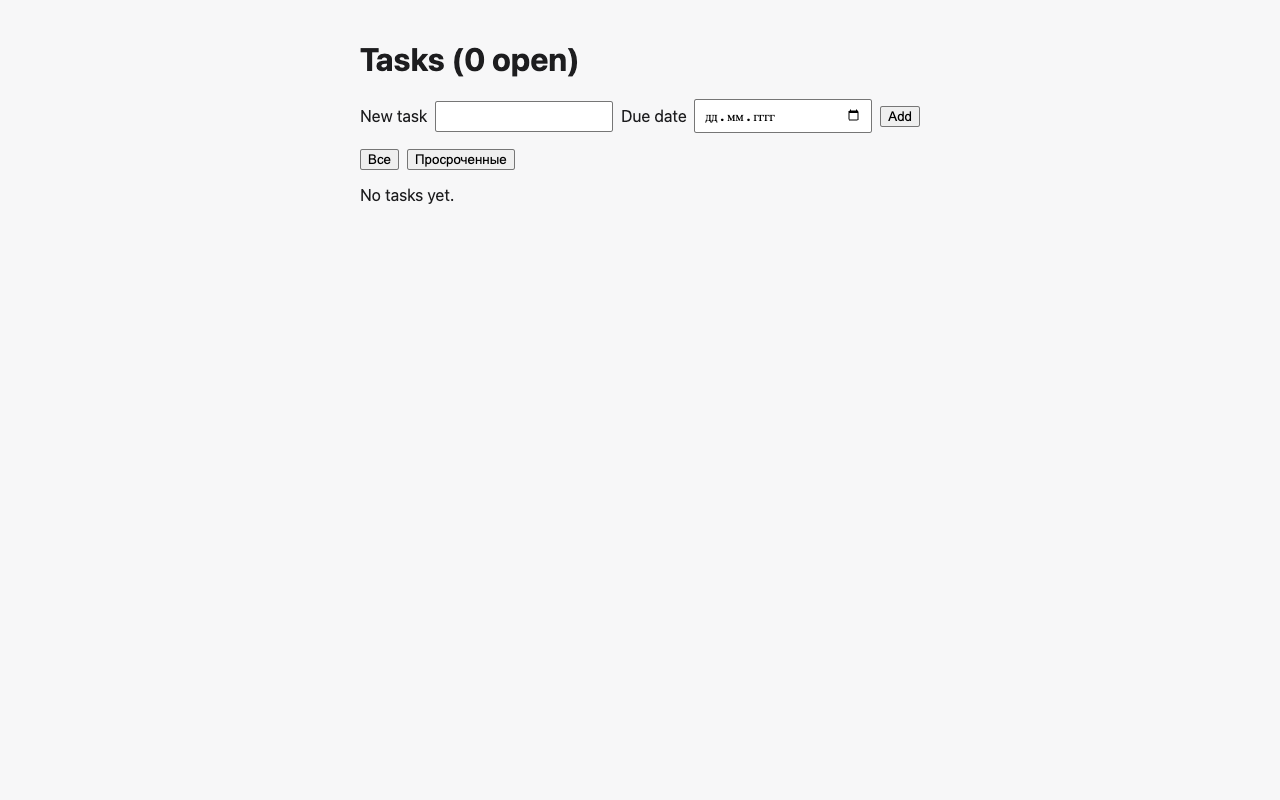 Tasks (0 open)
New task Due date дд.мм.гггг Add
Все Просроченные
No tasks yet.